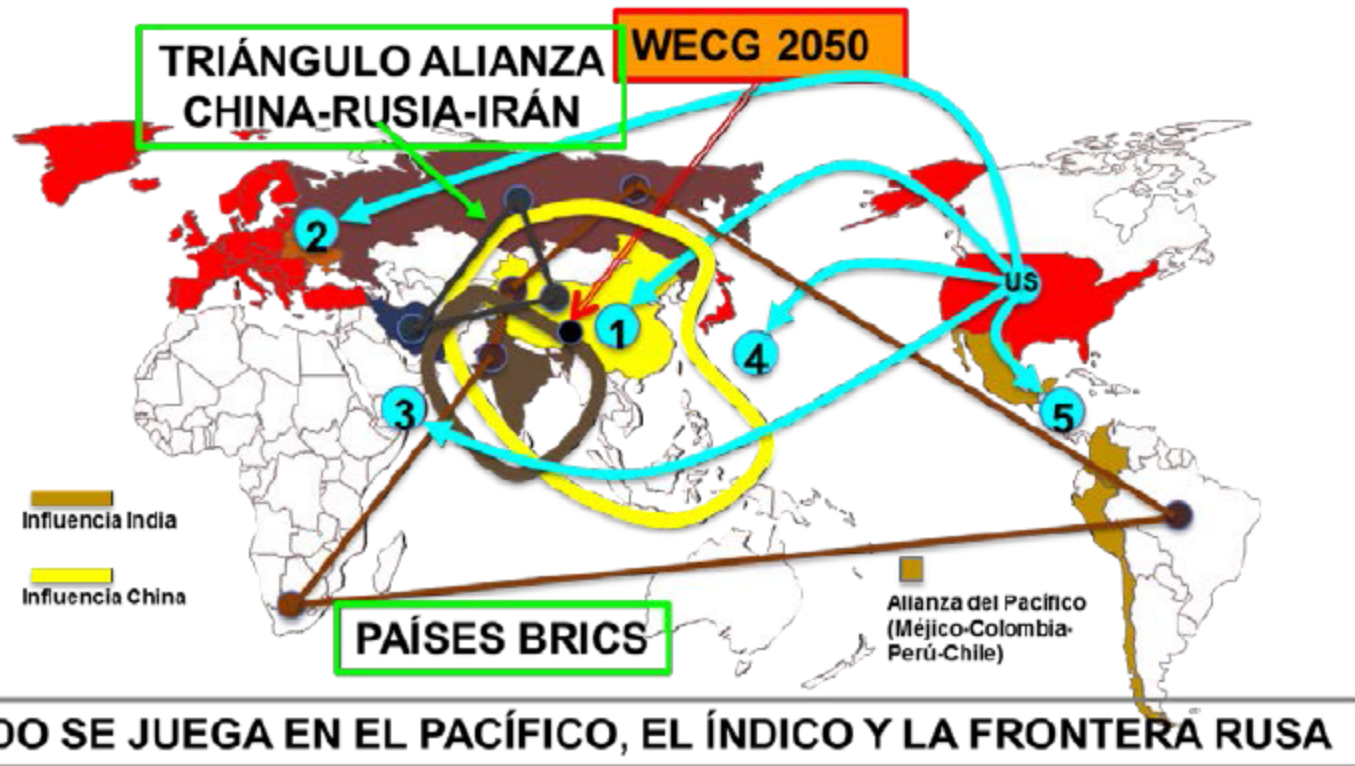 TRIÁNGULO ALIANZA
CHINA-RUSIA-IRÁN
WECG 2050
2
US
1
4
3
5
Influencia India
Influencia China
Alianza del Pacífico
(Méjico-Colombia-
Perú-Chile)
PAÍSES BRICS
SE JUEGA EN EL PACÍFICO, EL ÍNDICO Y LA FRONTERA RUSA